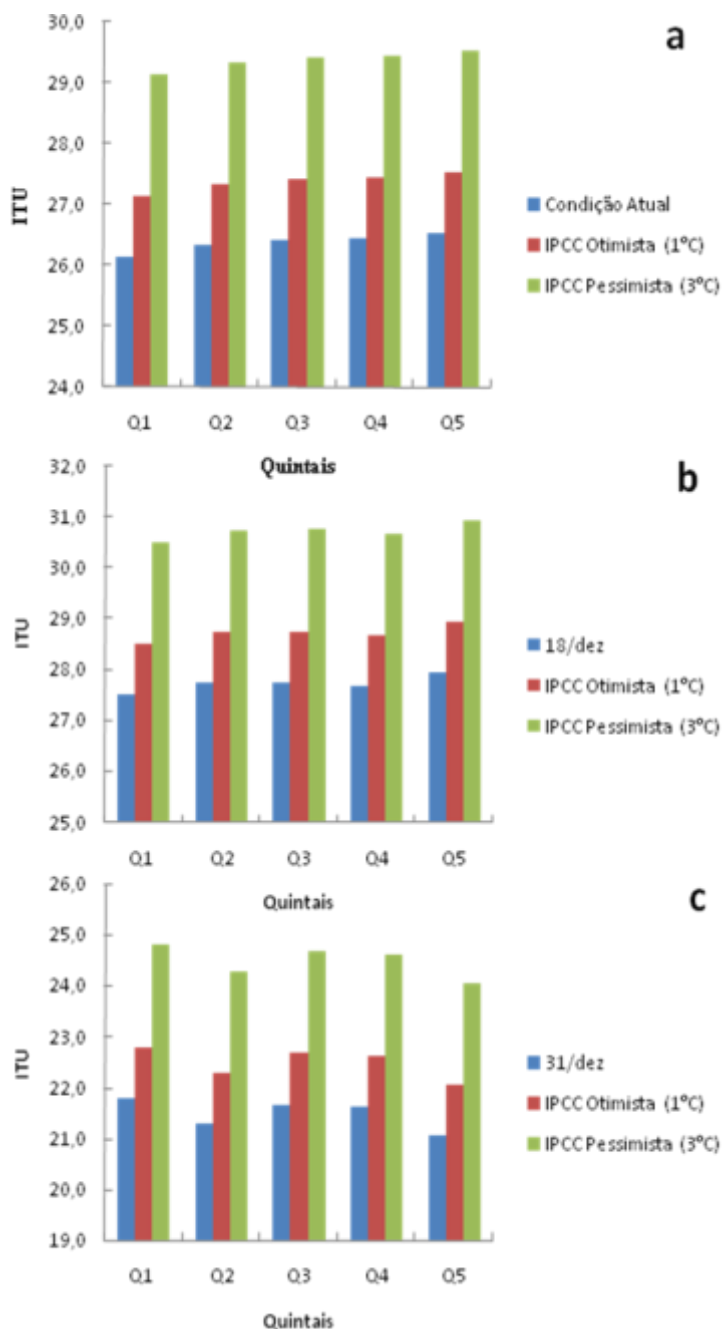 a
30,0
29,0
28,0
27,0
26,0
25,0
24,0
ITU
Q1 Q2 Q3 Q4 Q5
Quintais
Condição Atual
IPCC Otimista (1ºC)
IPCC Pessimista (3ºC)
b
32,0
31,0
30,0
29,0
28,0
27,0
26,0
25,0
ITU
Q1 Q2 Q3 Q4 Q5
Quintais
18/dez
IPCC Otimista (1ºC)
IPCC Pessimista (3ºC)
c
26,0
25,0
24,0
23,0
22,0
21,0
20,0
19,0
ITU
Q1 Q2 Q3 Q4 Q5
Quintais
31/dez
IPCC Otimista (1ºC)
IPCC Pessimista (3ºC)